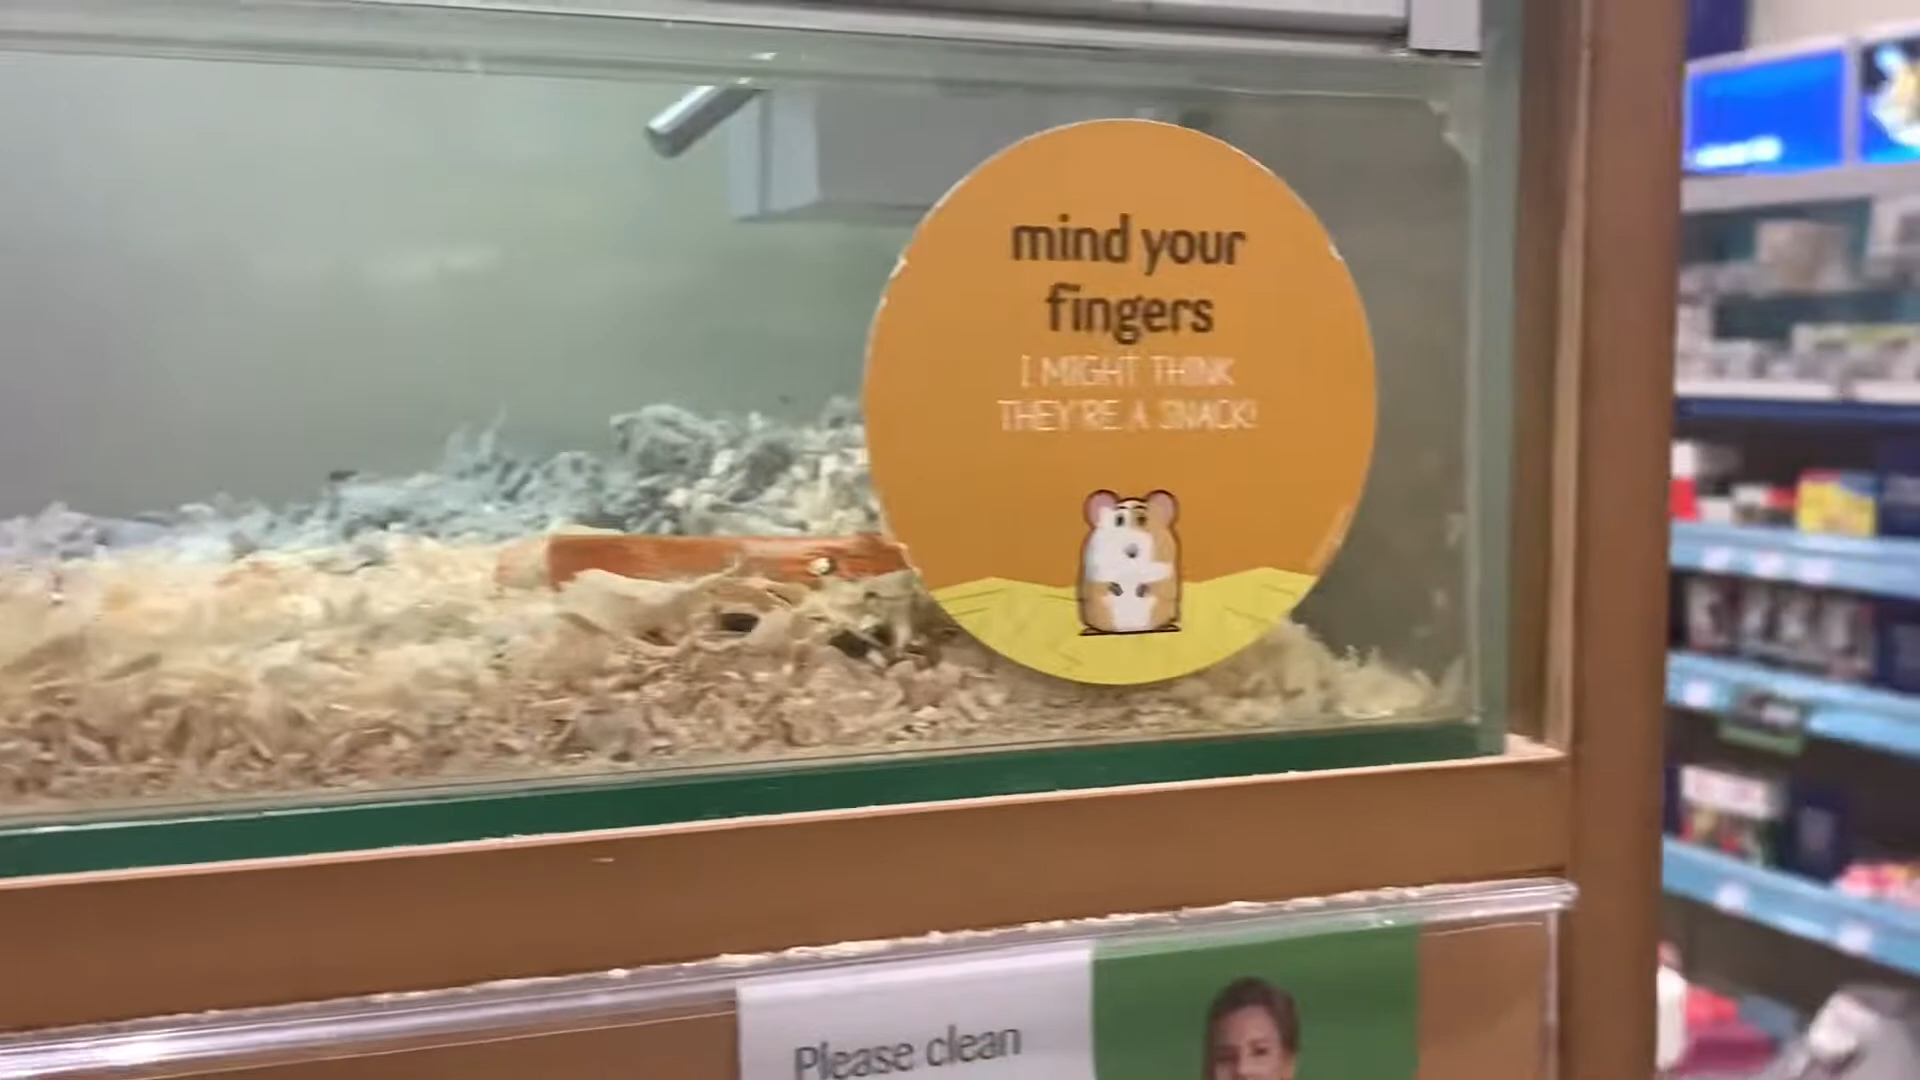 mind your
fingers
I MIGHT THINK
THEY'RE A SNACK!
Please clean